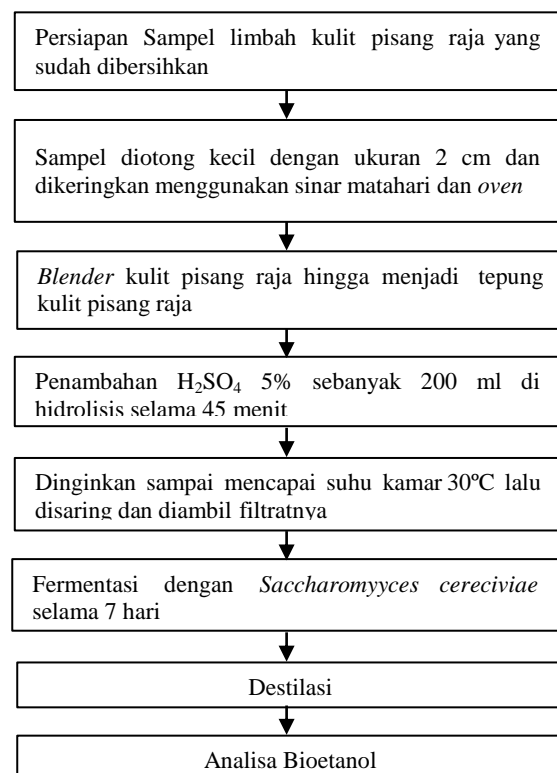 Persiapan Sampel limbah kulit pisang raja yang
sudah dibersihkan
Sampel diotong kecil dengan ukuran 2 cm dan
dikeringkan menggunakan sinar matahari dan oven
Blender kulit pisang raja hingga menjadi tepung
kulit pisang raja
Penambahan H₂SO₄ 5% sebanyak 200 ml di
hidrolisis selama 45 menit
Dinginkan sampai mencapai suhu kamar 30ºC lalu
disaring dan diambil filtratnya
Fermentasi dengan Saccharomyyces cereciviae
selama 7 hari
Destilasi
Analisa Bioetanol